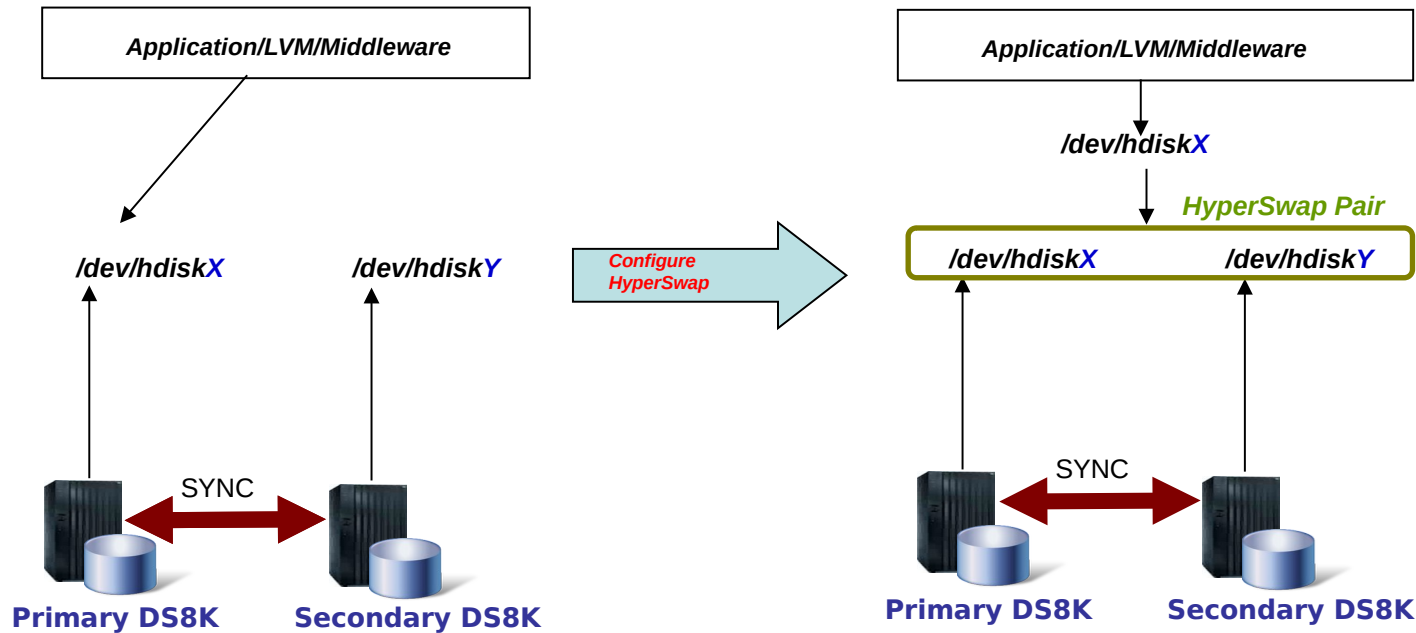 Application/LVM/Middleware
/dev/hdiskX
/dev/hdiskY
SYNC
Primary DS8K
Secondary DS8K
Configure
HyperSwap
Application/LVM/Middleware
/dev/hdiskX
HyperSwap Pair
/dev/hdiskX
/dev/hdiskY
SYNC
Primary DS8K
Secondary DS8K